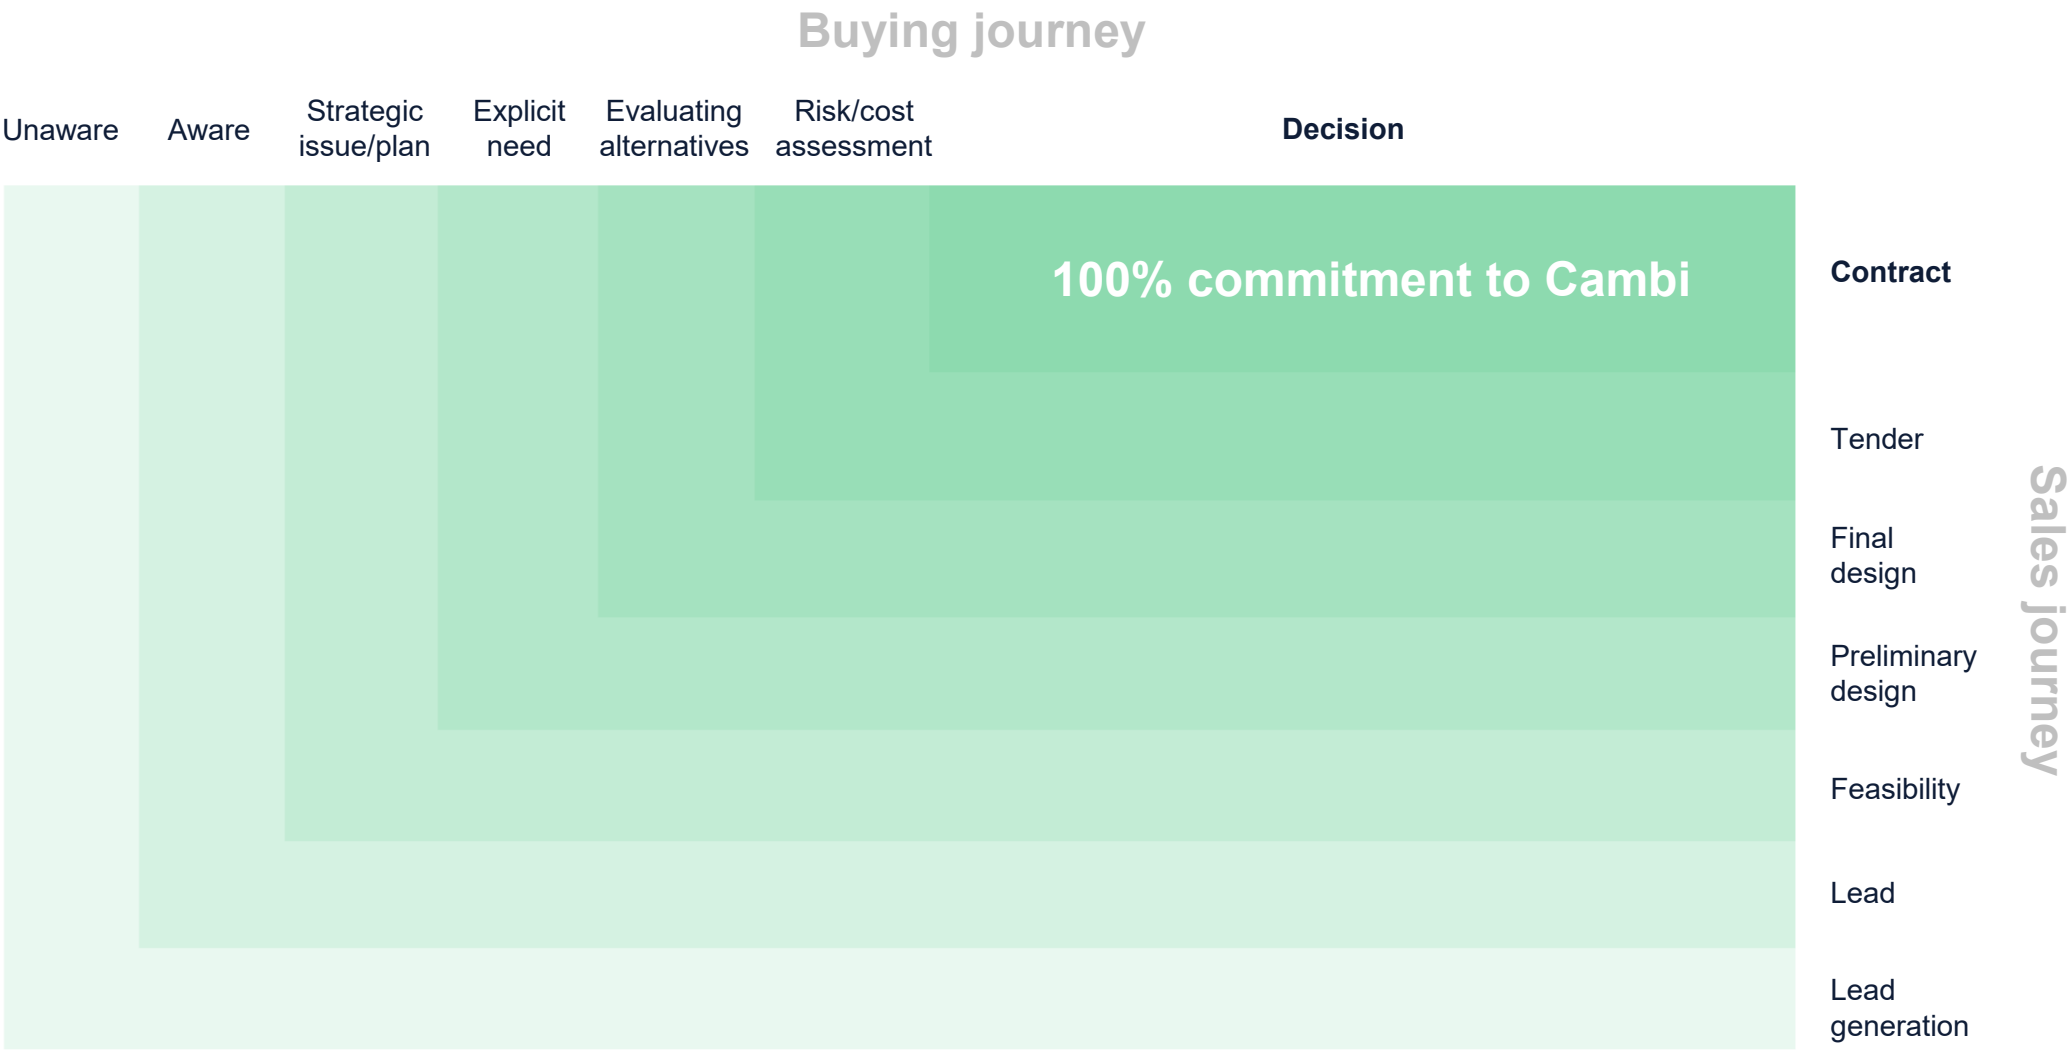 Buying journey
Unaware
Aware
Strategic
issue/plan
Explicit
need
Evaluating
alternatives
Risk/cost
assessment
Decision
100% commitment to Cambi
Contract
Tender
Final
design
Preliminary
design
Feasibility
Lead
Lead
generation
Sales journey